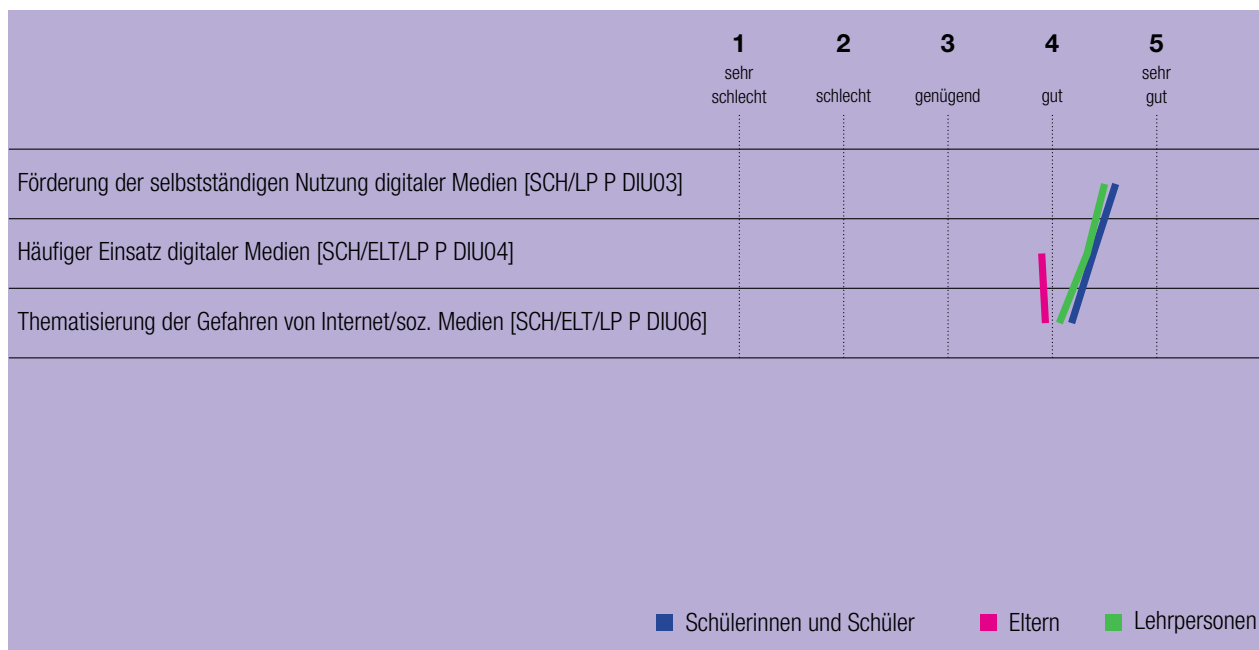 1 2 3 4 5
sehr sehr
schlecht schlecht genügend gut gut
Förderung der selbstständigen Nutzung digitaler Medien [SCH/LP P DIU03]
Häufiger Einsatz digitaler Medien [SCH/ELT/LP P DIU04]
Thematisierung der Gefahren von Internet/soz. Medien [SCH/ELT/LP P DIU06]
Schülerinnen und Schüler Eltern Lehrpersonen